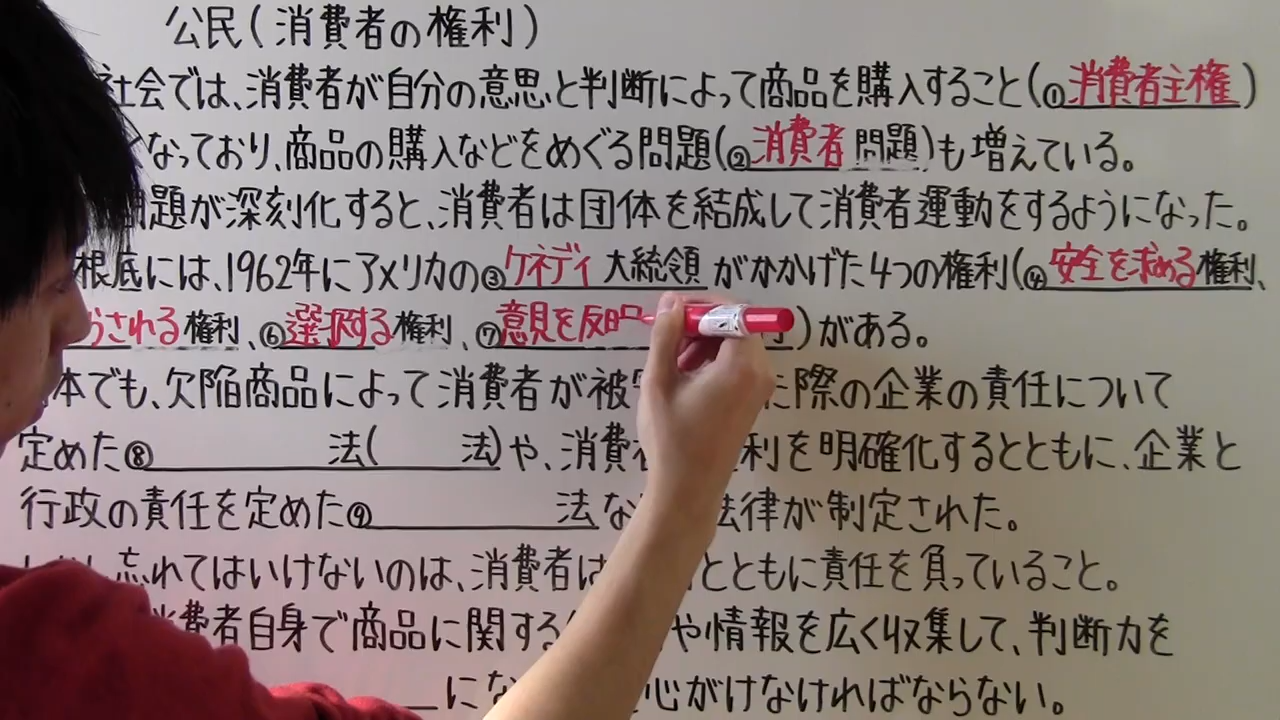 公民(消費者の権利)
社会では、消費者が自分の意思と判断によって商品を購入すること(①消費者主権)
なっており、商品の購入などをめぐる問題(②消費者問題)も増えている。
問題が深刻化すると、消費者は団体を結成して消費者運動をするようになった。
根底には、1962年にアメリカの③ケネディ大統領がかかげた4つの権利(④安全を求める権利、
うされる権利、⑥選択する権利、⑦意見を反 )がある。
体でも、欠陥商品によって消費者が被 た際の企業の責任について
定めた⑧ 法( 法)や、消費 利を明確化するとともに、企業と
行政の責任を定めた⑨ 法な 法律が制定された。
忘れてはいけないのは、消費者は とともに責任を負っていること。
消費者自身で商品に関する や情報を広く収集して、判断力を
にな 心がけなければならない。